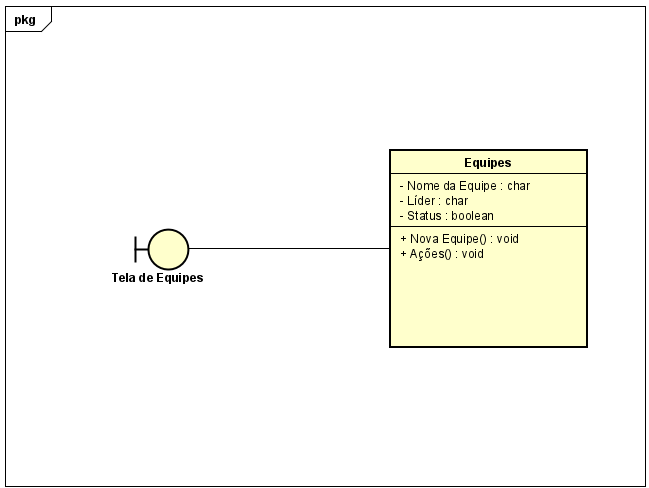 pkg
Equipes
- Nome da Equipe : char
- Líder : char
- Status : boolean
+ Nova Equipe() : void
+ Ações() : void
Tela de Equipes